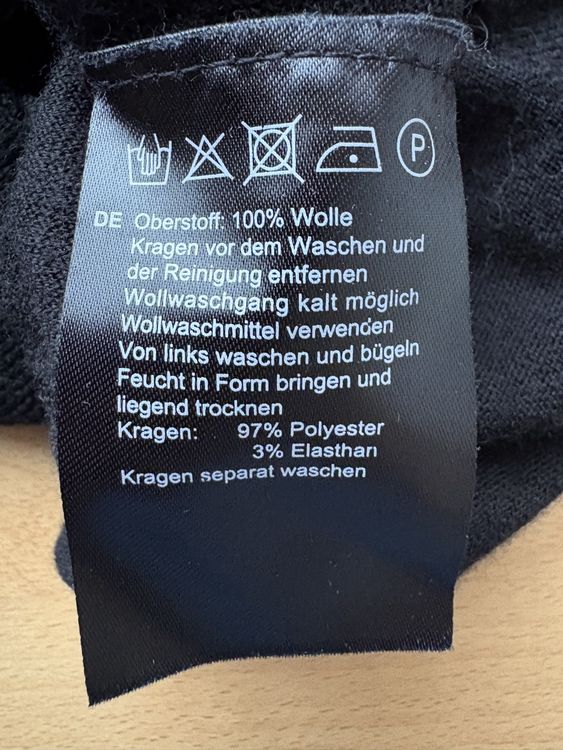 P
DE Oberstoff: 100% Wolle
Kragen vor dem Waschen und
der Reinigung entfernen
Wollwaschgang kalt möglich
Wollwaschmittel verwenden
Von links waschen und bügeln
Feucht in Form bringen und
liegend trocknen
Kragen: 97% Polyester
3% Elasthan
Kragen separat waschen